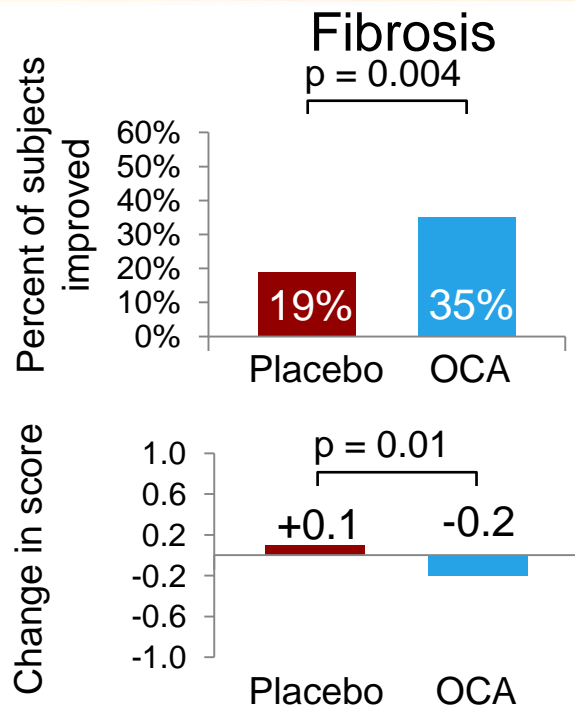 Fibrosis
p = 0.004
Percent of subjects
improved
60%
50%
40%
30%
20%
10%
0%
19%
35%
Placebo
OCA
Change in score
p = 0.01
1.0
0.6
0.2
-0.2
-0.6
-1.0
+0.1
-0.2
Placebo
OCA